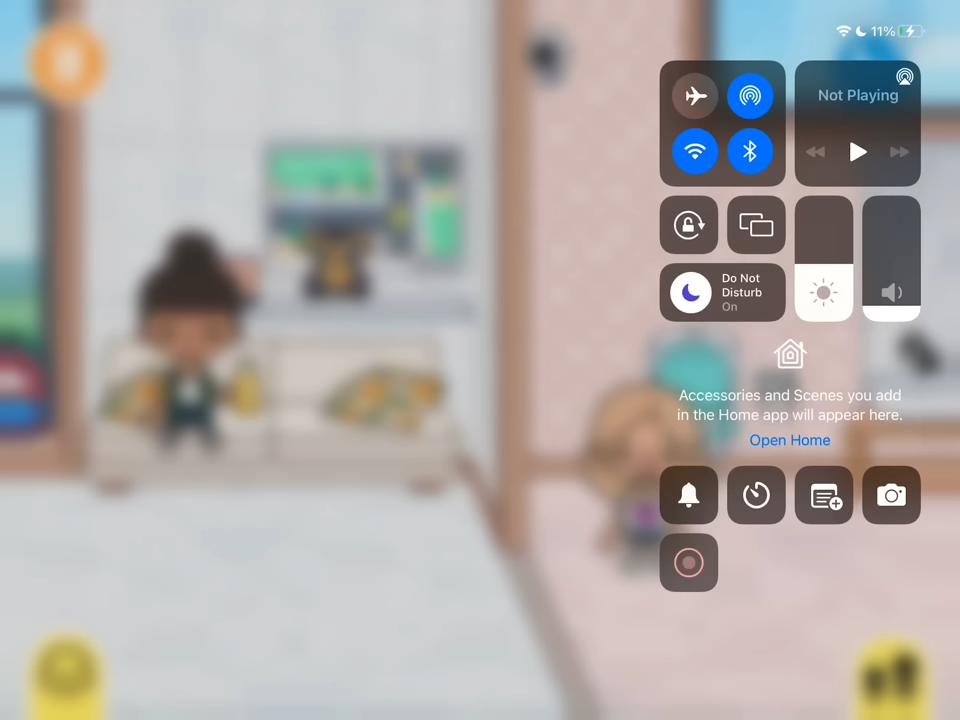 11%
Not Playing
Do Not
Disturb
On
Accessories and Scenes you add
in the Home app will appear here.
Open Home